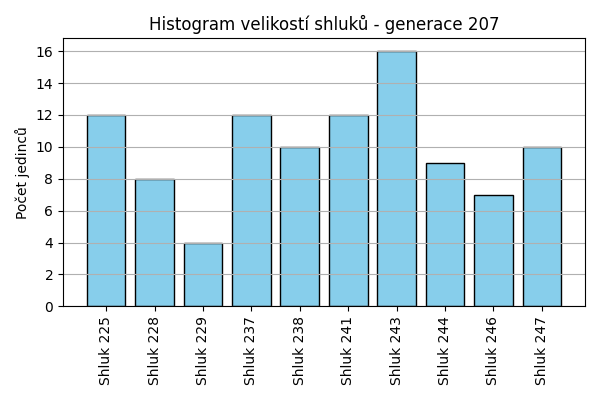 Histogram velikostí shluků - generace 207
Počet jedinců
16
14
12
10
8
6
4
2
0
Shluk 225
Shluk 228
Shluk 229
Shluk 237
Shluk 238
Shluk 241
Shluk 243
Shluk 244
Shluk 246
Shluk 247